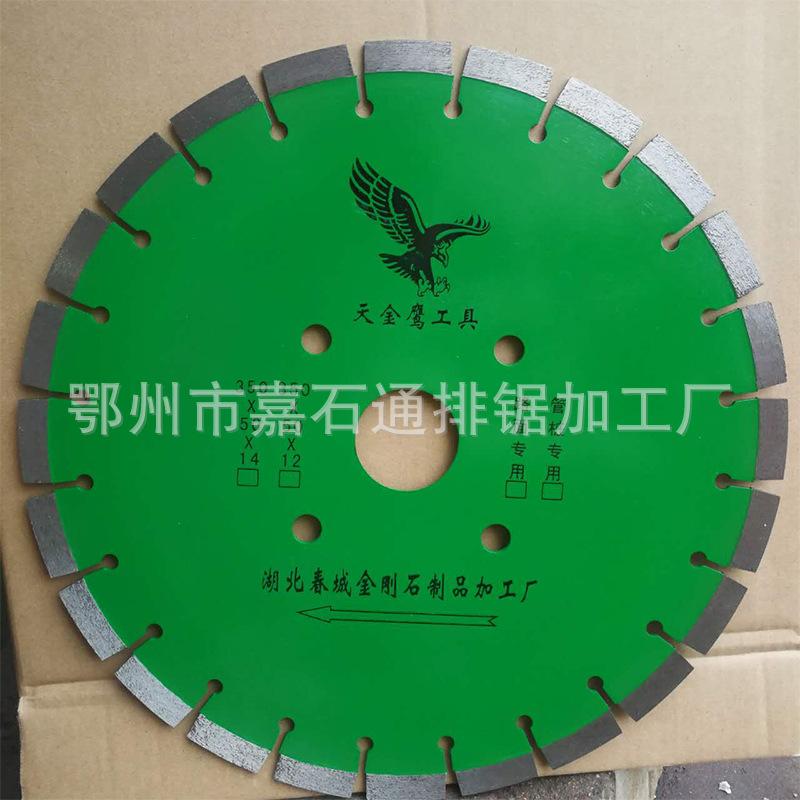 天金鹰工具
鄂州市嘉石通排锯加工厂
350
X
14
X
12
专用
专用
湖北春城金刚石制品加工厂